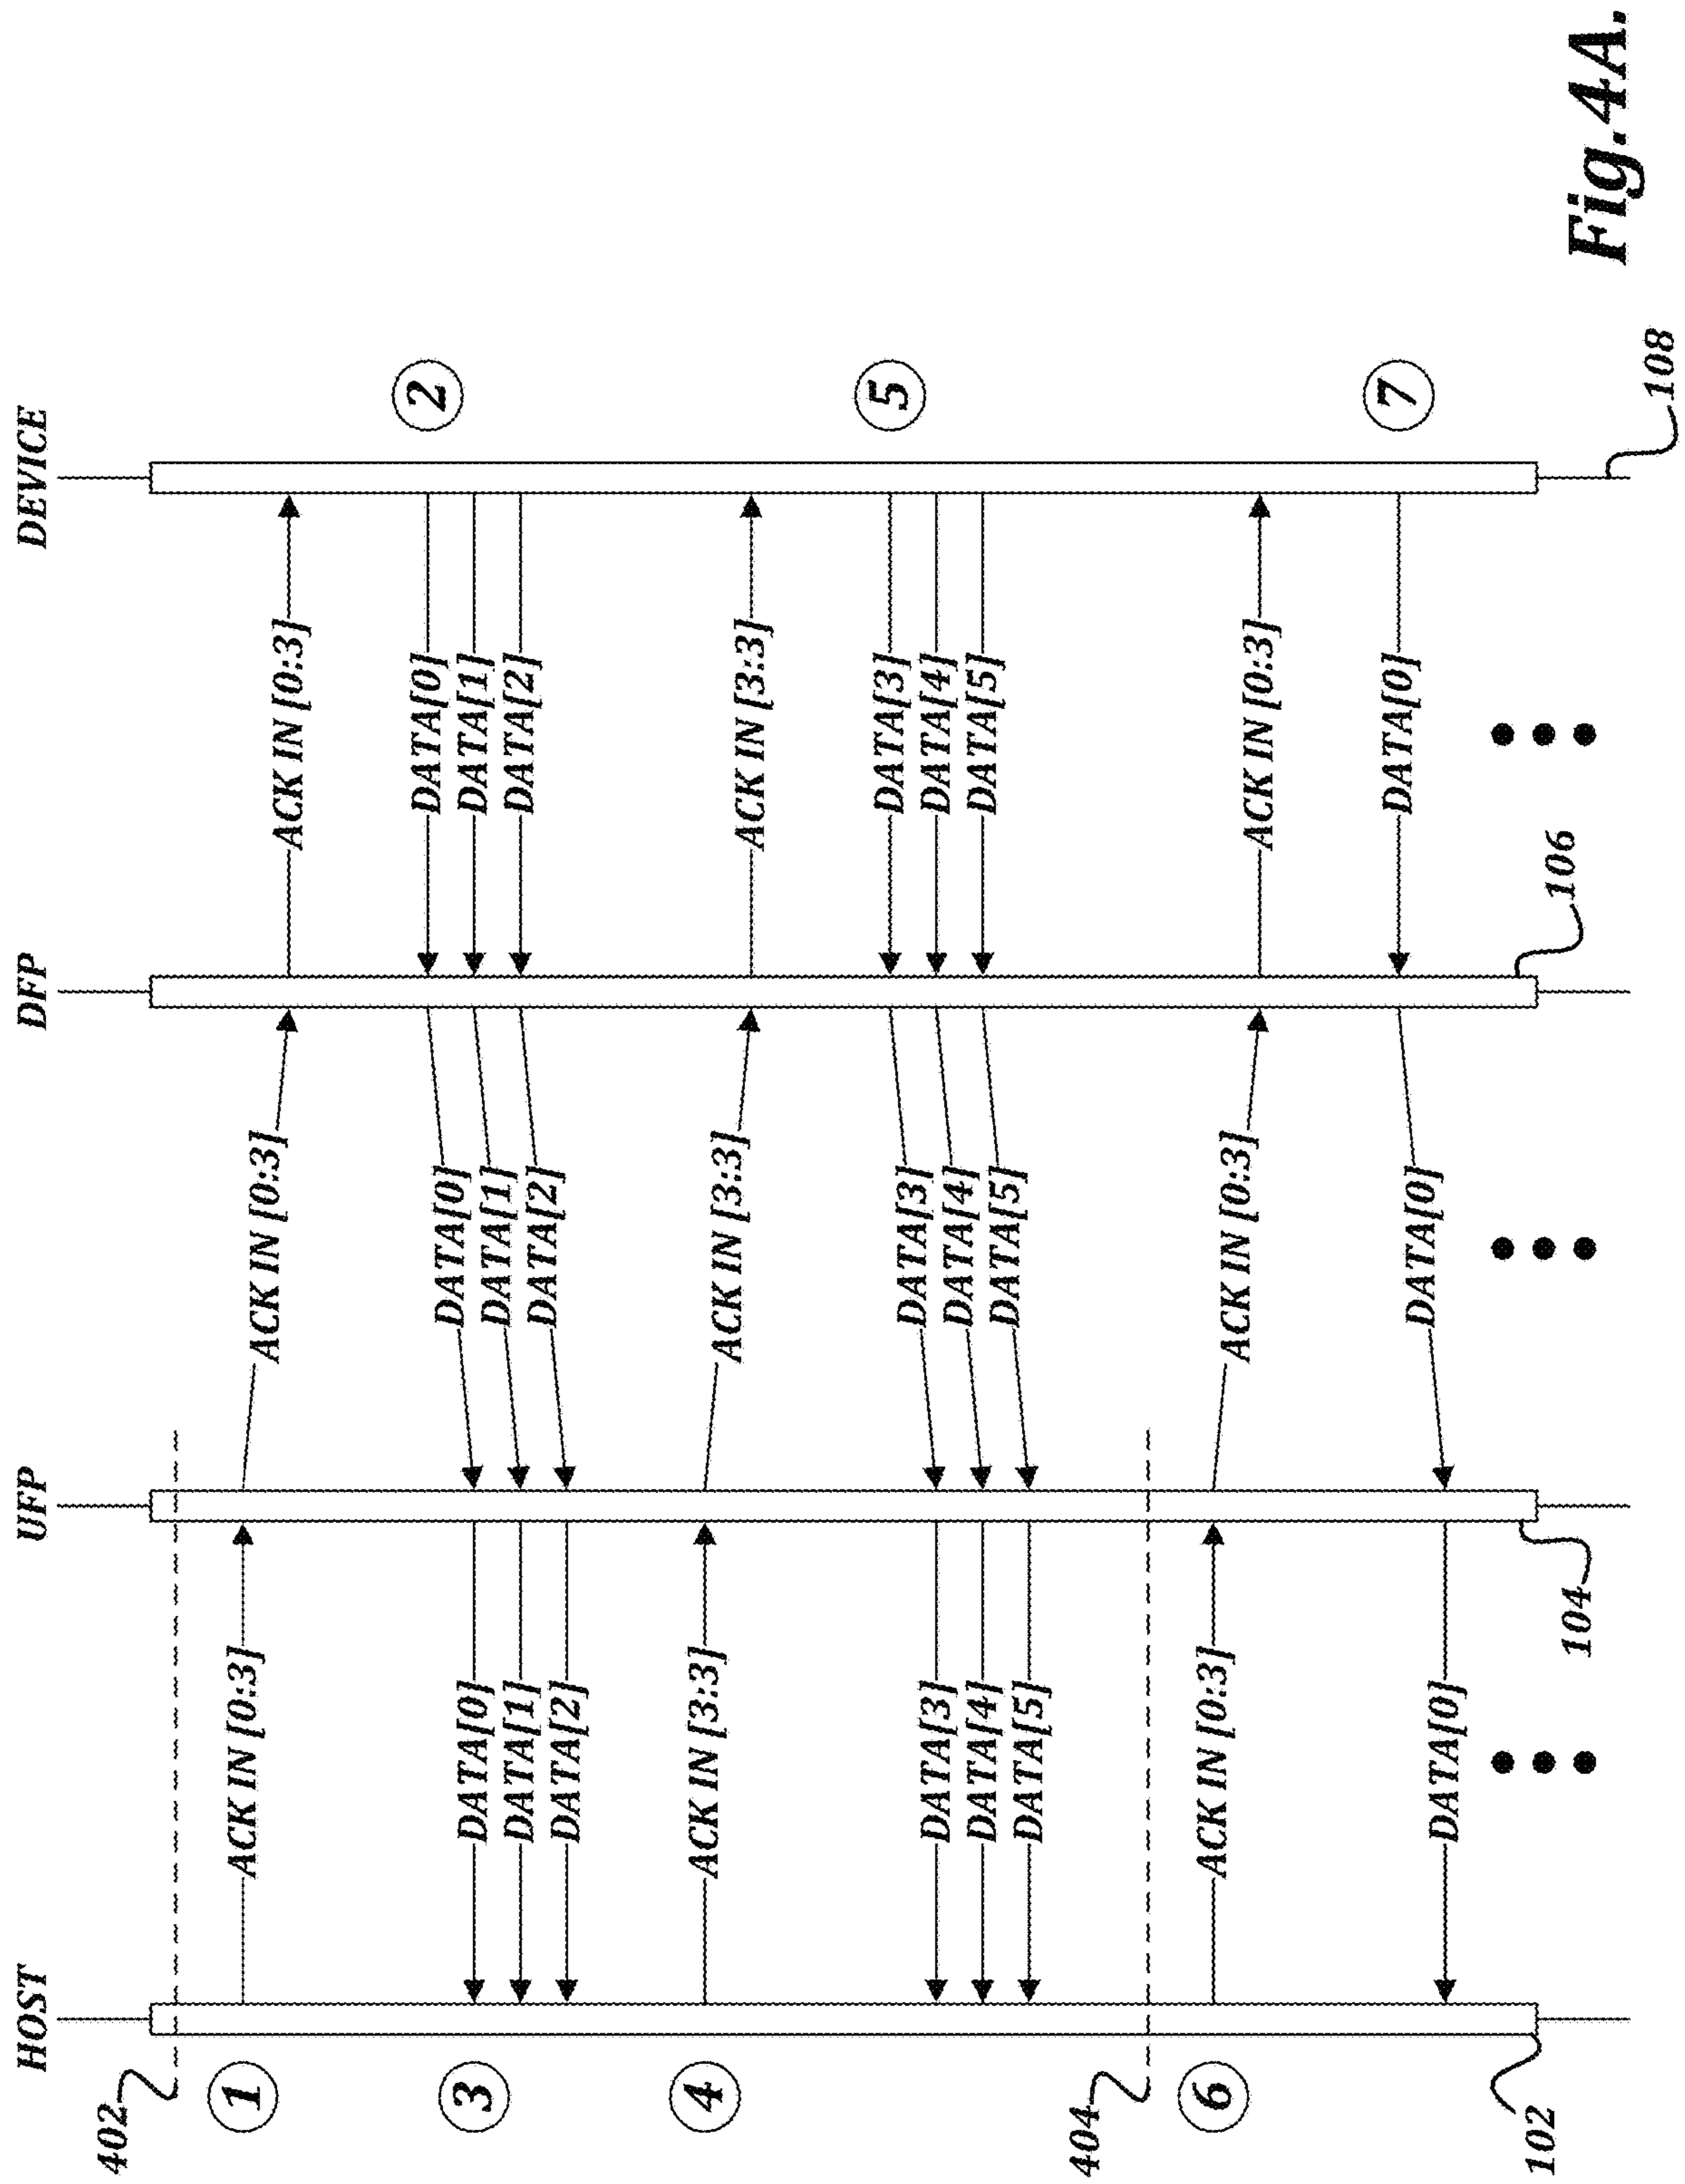 HOST UFP DFP DEVICE
402
1 ACK IN [0:3] ACK IN [0:3] ACK IN [0:3]
DATA[0] DATA[0] DATA[0] 2
3 DATA[1] DATA[1] DATA[1]
DATA[2] DATA[2] DATA[2]
4 ACK IN [3:3] ACK IN [3:3] ACK IN [3:3]
DATA[3] DATA[3] DATA[3] 5
DATA[4] DATA[4] DATA[4]
DATA[5] DATA[5] DATA[5]
404
6 ACK IN [0:3] ACK IN [0:3] ACK IN [0:3]
DATA[0] DATA[0] DATA[0] 7
102 104 106 108
Fig.4A.